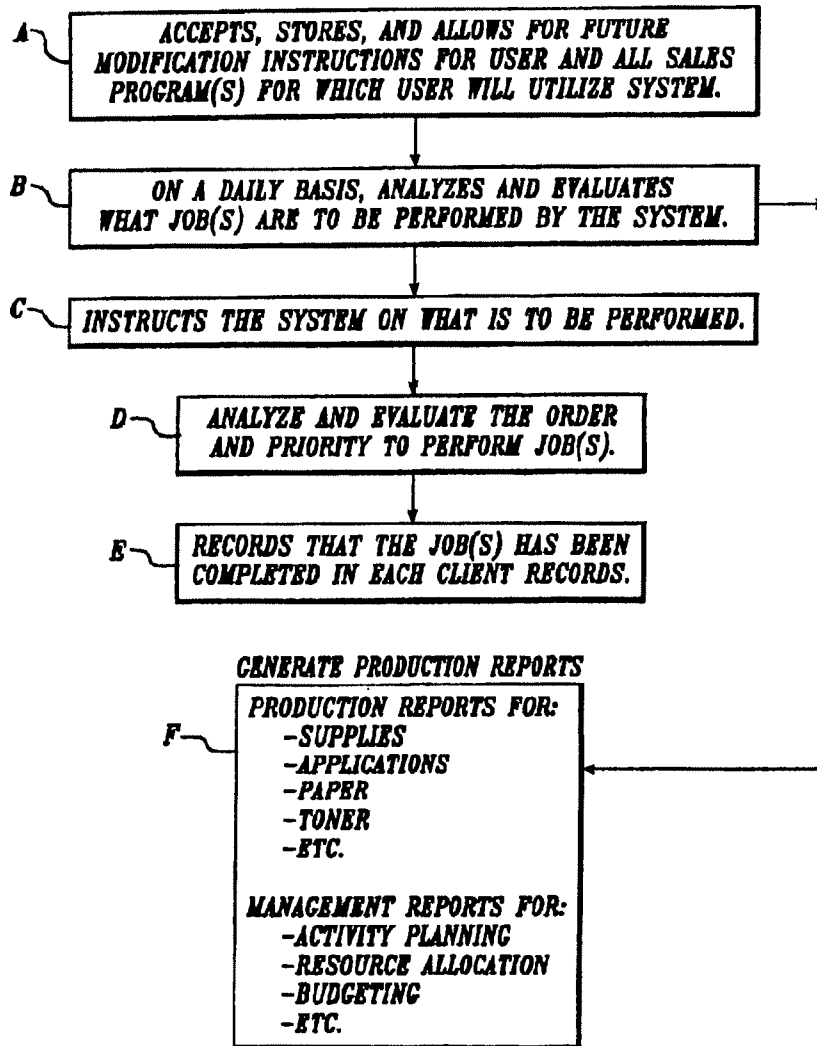 A
ACCEPTS, STORES, AND ALLOWS FOR FUTURE
MODIFICATION INSTRUCTIONS FOR USER AND ALL SALES
PROGRAM(S) FOR WHICH USER WILL UTILIZE SYSTEM.
B
ON A DAILY BASIS, ANALYZES AND EVALUATES
WHAT JOB(S) ARE TO BE PERFORMED BY THE SYSTEM.
C
INSTRUCTS THE SYSTEM ON WHAT IS TO BE PERFORMED.
D
ANALYZE AND EVALUATE THE ORDER
AND PRIORITY TO PERFORM JOB(S).
E
RECORDS THAT THE JOB(S) HAS BEEN
COMPLETED IN EACH CLIENT RECORDS.
GENERATE PRODUCTION REPORTS
F
PRODUCTION REPORTS FOR:
-SUPPLIES
-APPLICATIONS
-PAPER
-TONER
-ETC.
MANAGEMENT REPORTS FOR:
-ACTIVITY PLANNING
-RESOURCE ALLOCATION
-BUDGETING
-ETC.